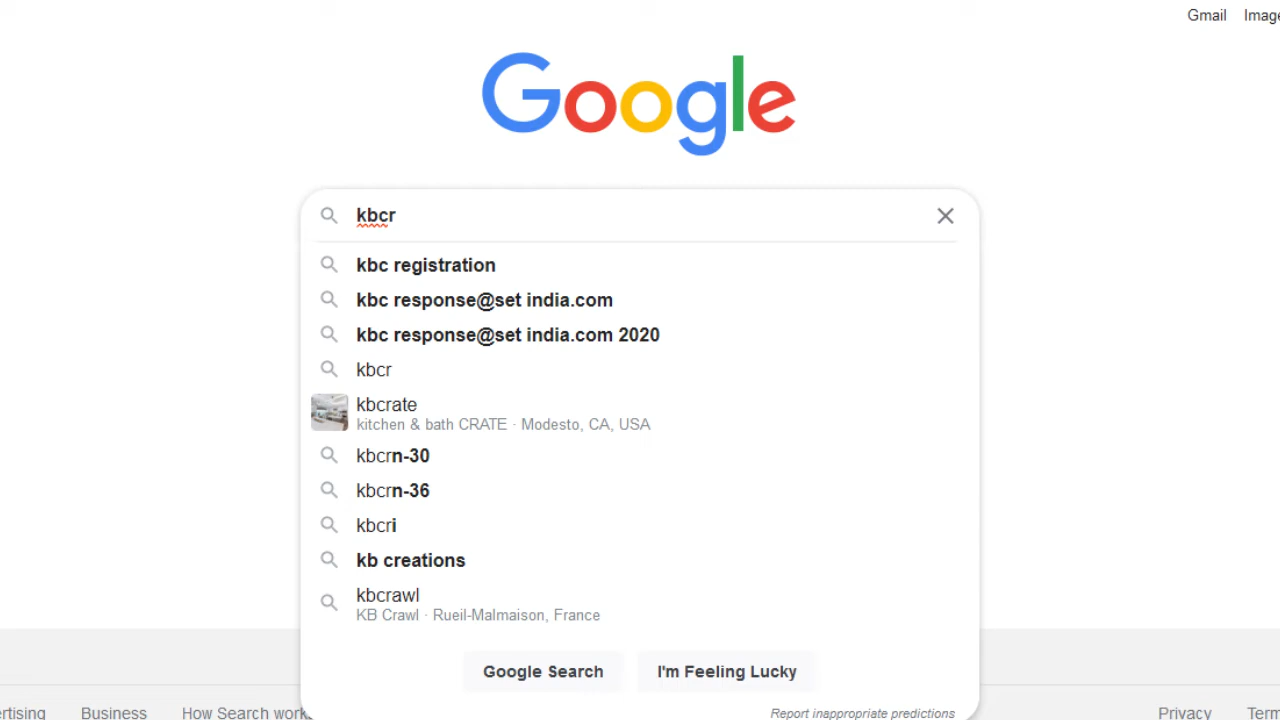 Gmail Image
Google
kbcr
kbc registration
kbc response@set india.com
kbc response@set india.com 2020
kbcr
kbcrate
kitchen & bath CRATE · Modesto, CA, USA
kbcrn-30
kbcrn-36
kbcri
kb creations
kbcrawl
KB Crawl · Rueil-Malmaison, France
Google Search I'm Feeling Lucky
ertising Business How Search work Report inappropriate predictions Privacy Term